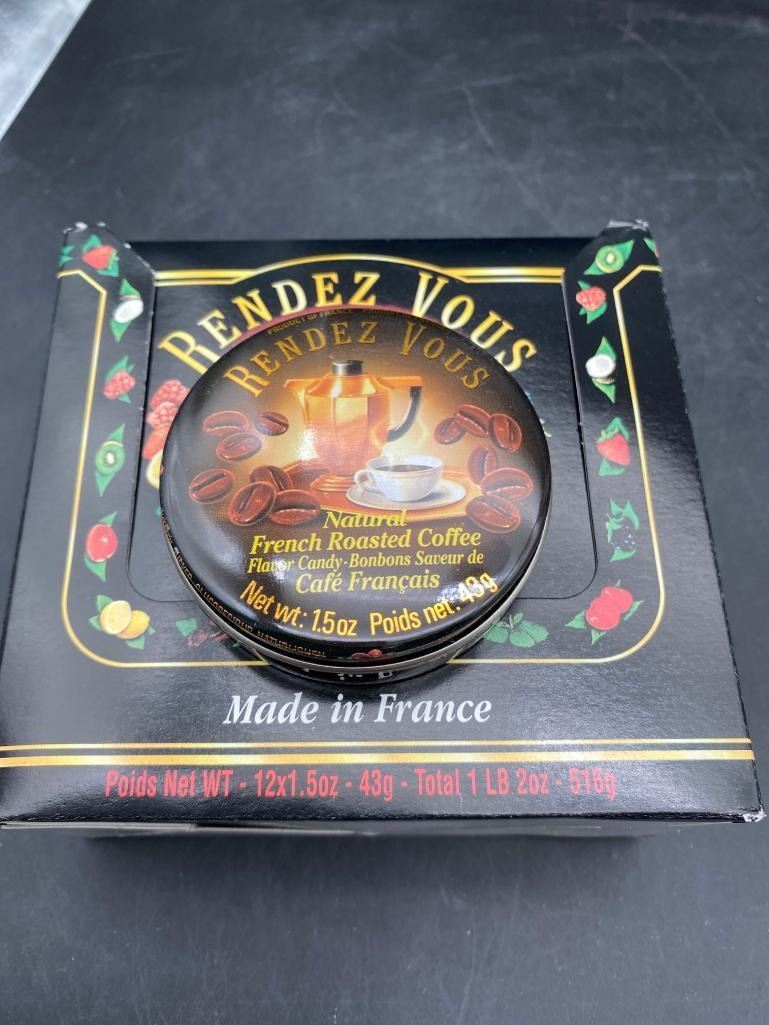 RENDEZ VOUS
PRODUCT OF FRANCE
RENDEZ VOUS
Natural
French Roasted Coffee
Flavor Candy·Bonbons Saveur de
Café Français
Net wt: 1.5oz Poids net: 43g
Made in France
Poids Net WT - 12x1.5oz - 43g - Total 1 LB 2oz - 516g